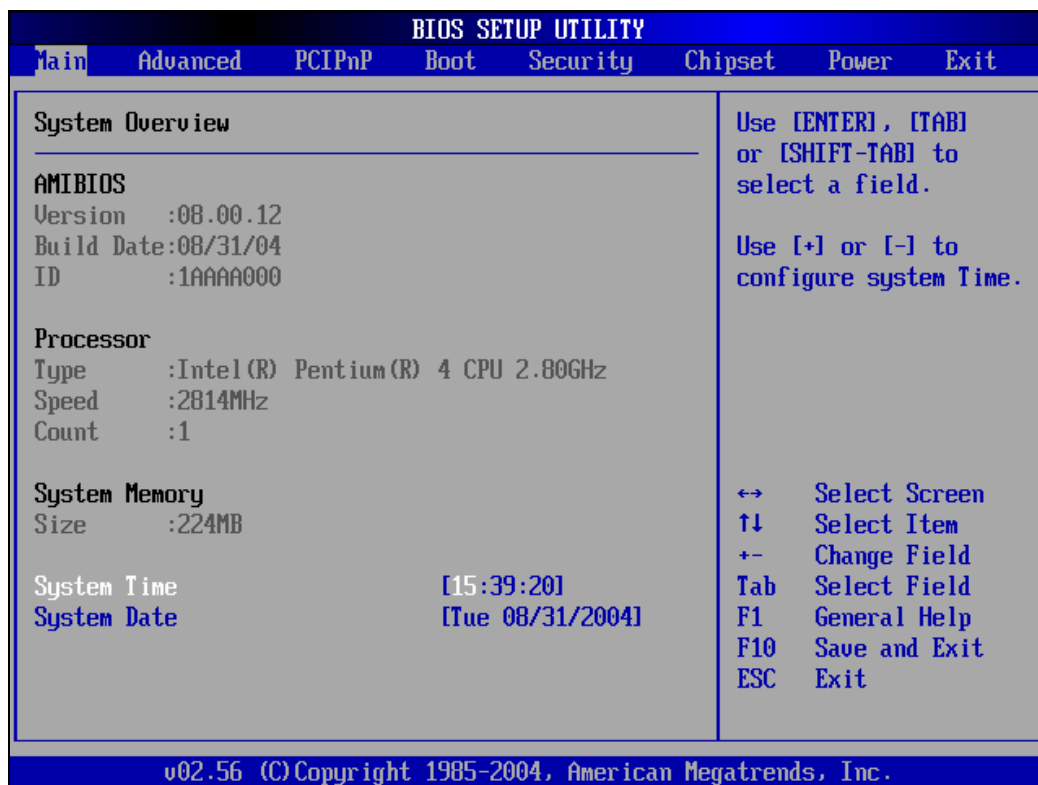 BIOS SETUP UTILITY
Main Advanced PCIPnP Boot Security Chipset Power Exit
System Overview
AMIBIOS
Version :08.00.12
Build Date:08/31/04
ID :1AAAA000
Processor
Type :Intel(R) Pentium(R) 4 CPU 2.80GHz
Speed :2814MHz
Count :1
System Memory
Size :224MB
System Time [15:39:20]
System Date [Tue 08/31/2004]
Use [ENTER], [TAB]
or [SHIFT-TAB] to
select a field.
Use [+] or [-] to
configure system Time.
←→ Select Screen
↑↓ Select Item
+- Change Field
Tab Select Field
F1 General Help
F10 Save and Exit
ESC Exit
v02.56 (C)Copyright 1985-2004, American Megatrends, Inc.